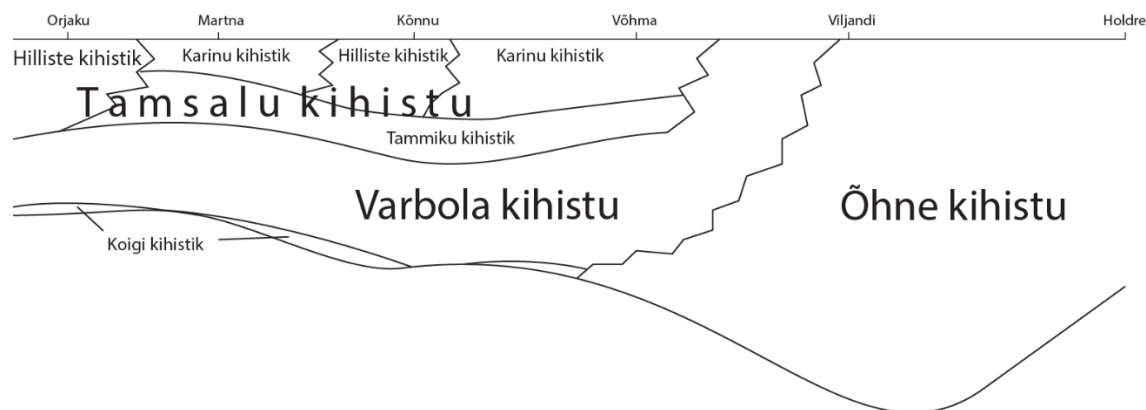 Orjaku Martna Kõnnu Võhma Viljandi Holdre
Hilliste kihistik Karinu kihistik Hilliste kihistik Karinu kihistik
Tamsalu kihistu
Tammiku kihistik
Varbola kihistu Õhne kihistu
Koigi kihistik